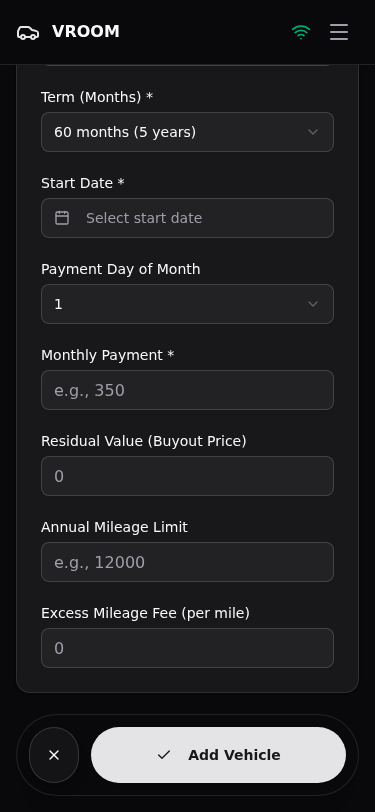 VROOM
Term (Months) *
60 months (5 years)
Start Date *
Select start date
Payment Day of Month
1
Monthly Payment *
e.g., 350
Residual Value (Buyout Price)
0
Annual Mileage Limit
e.g., 12000
Excess Mileage Fee (per mile)
0
Add Vehicle